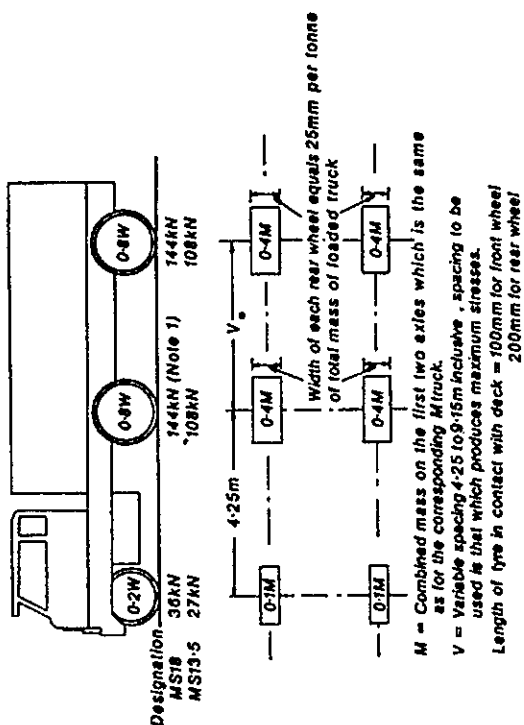 0·2W 0·8W 0·8W
Designation
MS18 36kN 144kN (Note 1) 144kN
MS13·5 27kN 108kN 108kN
4·25m V
0·1M 0·4M 0·4M
Width of each rear wheel equals 25mm per tonne
of total mass of loaded truck
0·1M 0·4M 0·4M
M = Combined mass on the first two axles which is the same
as for the corresponding M truck.
V = Variable spacing 4·25 to 9·15m inclusive, spacing to be
used is that which produces maximum stresses.
Length of tyre in contact with deck = 100mm for front wheel
200mm for rear wheel